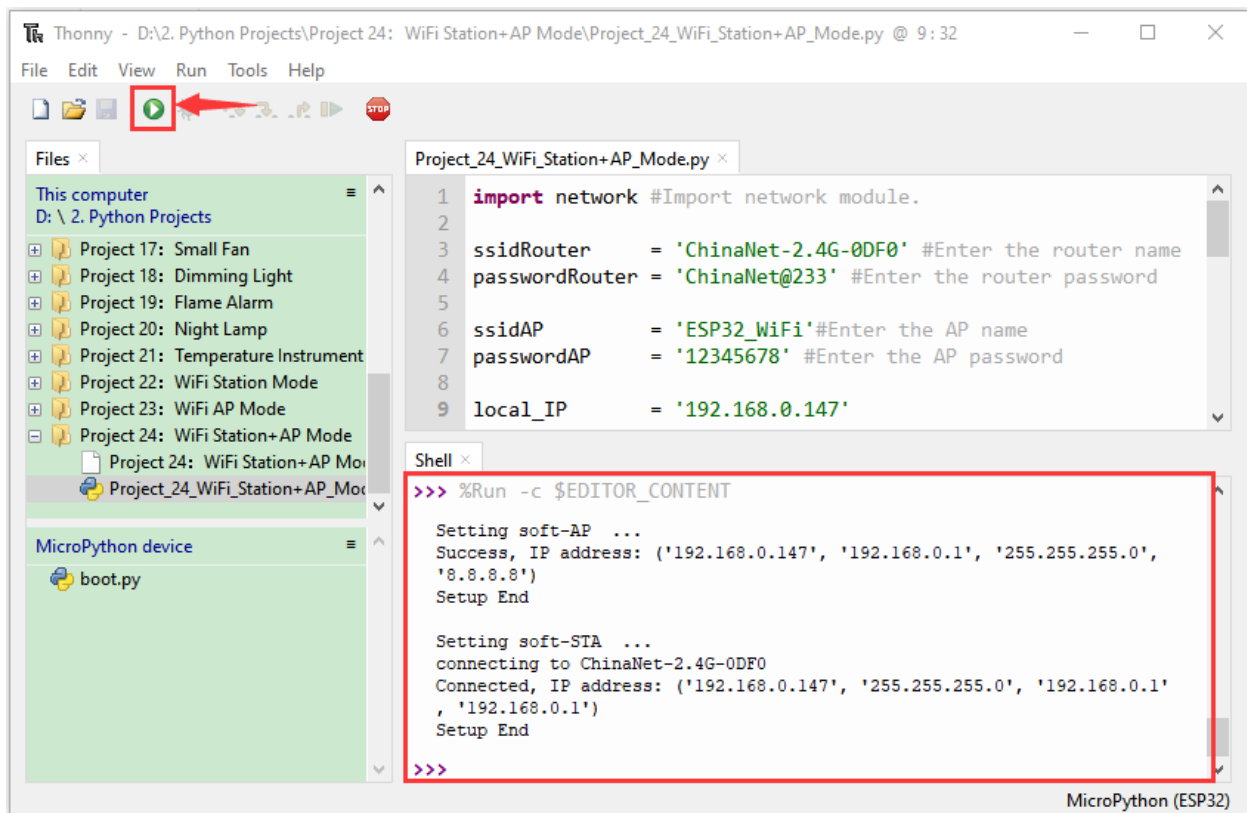 Thonny - D:\2. Python Projects\Project 24: WiFi Station+AP Mode\Project_24_WiFi_Station+AP_Mode.py @ 9:32
File Edit View Run Tools Help
STOP
Files
This computer
D: \ 2. Python Projects
Project 17: Small Fan
Project 18: Dimming Light
Project 19: Flame Alarm
Project 20: Night Lamp
Project 21: Temperature Instrument
Project 22: WiFi Station Mode
Project 23: WiFi AP Mode
Project 24: WiFi Station+AP Mode
Project 24: WiFi Station+AP Mo
Project_24_WiFi_Station+AP_Moc
MicroPython device
boot.py
Project_24_WiFi_Station+AP_Mode.py
1 import network #Import network module.
2
3 ssidRouter = 'ChinaNet-2.4G-0DF0' #Enter the router name
4 passwordRouter = 'ChinaNet@233' #Enter the router password
5
6 ssidAP = 'ESP32_WiFi'#Enter the AP name
7 passwordAP = '12345678' #Enter the AP password
8
9 local_IP = '192.168.0.147'
Shell
>>> %Run -c $EDITOR_CONTENT
Setting soft-AP ...
Success, IP address: ('192.168.0.147', '192.168.0.1', '255.255.255.0',
'8.8.8.8')
Setup End
Setting soft-STA ...
connecting to ChinaNet-2.4G-0DF0
Connected, IP address: ('192.168.0.147', '255.255.255.0', '192.168.0.1'
, '192.168.0.1')
Setup End
>>>
MicroPython (ESP32)